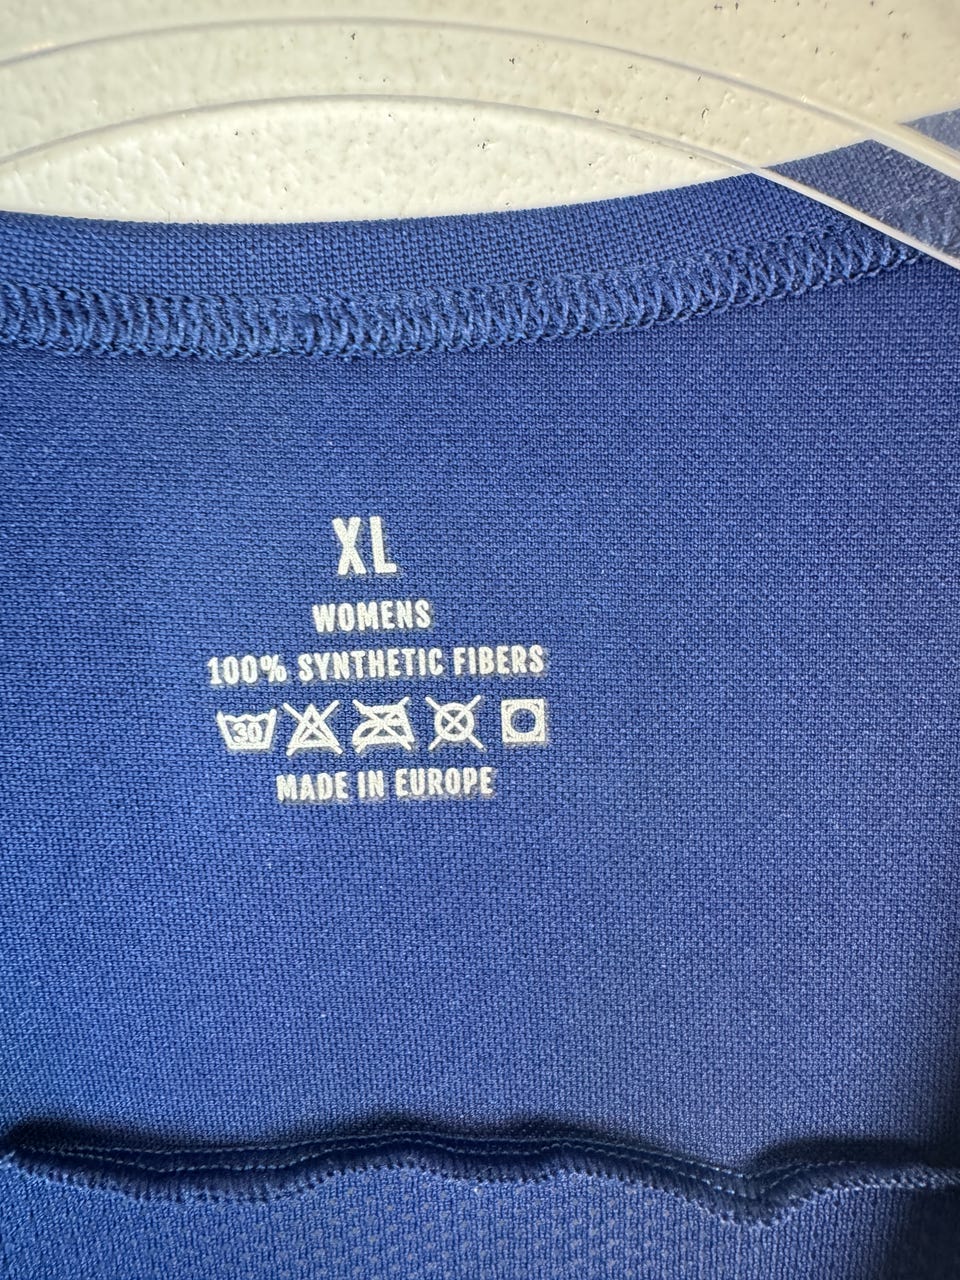 XL
WOMENS
100% SYNTHETIC FIBERS
30
MADE IN EUROPE